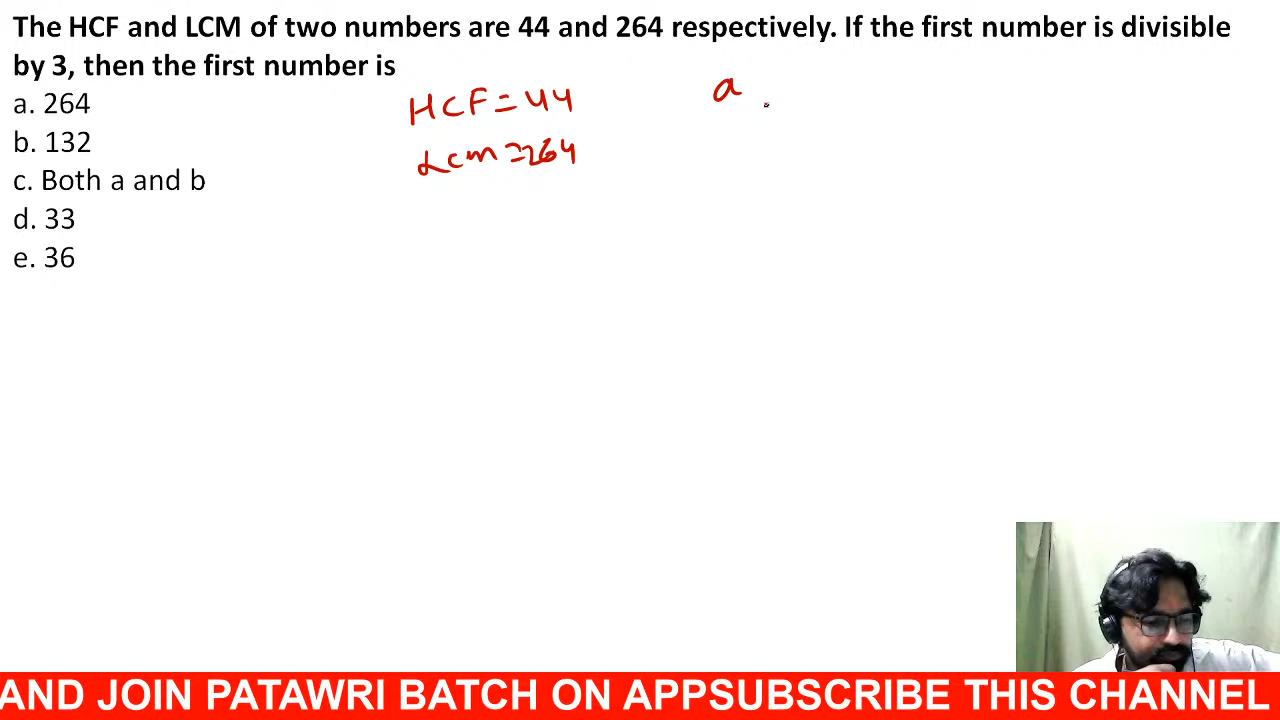 The HCF and LCM of two numbers are 44 and 264 respectively. If the first number is divisible
by 3, then the first number is
a. 264
b. 132
c. Both a and b
d. 33
e. 36
HCF = 44
Lcm = 264
a
AND JOIN PATAWRI BATCH ON APPSUBSCRIBE THIS CHANNEL